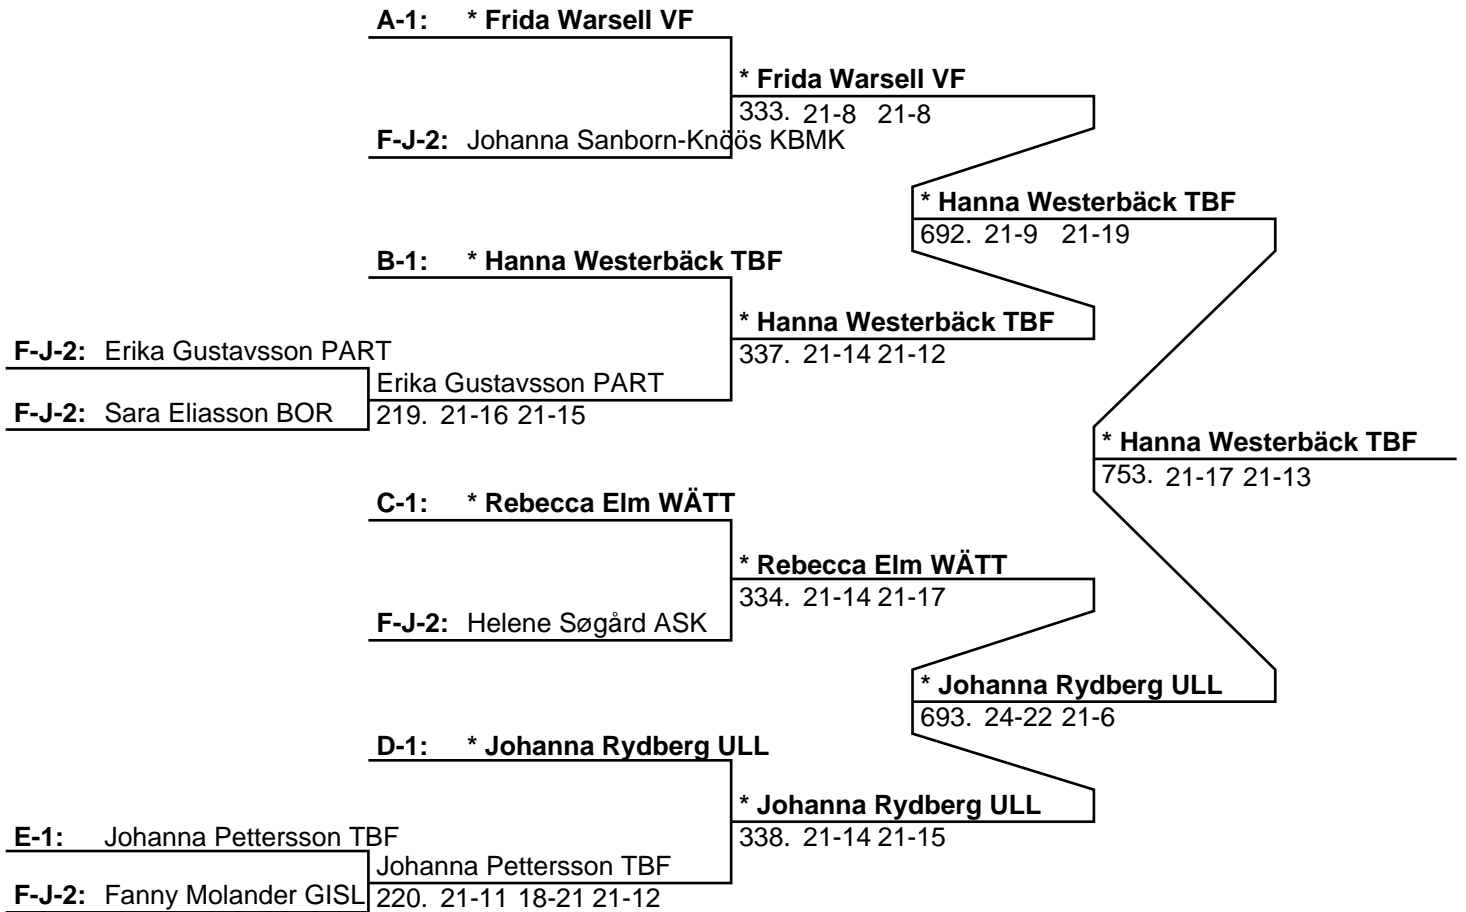 A-1: * Frida Warsell VF
* Frida Warsell VF
333. 21-8 21-8
F-J-2: Johanna Sanborn-Knöös KBMK
* Hanna Westerbäck TBF
692. 21-9 21-19
B-1: * Hanna Westerbäck TBF
* Hanna Westerbäck TBF
337. 21-14 21-12
F-J-2: Erika Gustavsson PART
Erika Gustavsson PART
219. 21-16 21-15
F-J-2: Sara Eliasson BOR
* Hanna Westerbäck TBF
753. 21-17 21-13
C-1: * Rebecca Elm WÄTT
* Rebecca Elm WÄTT
334. 21-14 21-17
F-J-2: Helene Søgård ASK
* Johanna Rydberg ULL
693. 24-22 21-6
D-1: * Johanna Rydberg ULL
* Johanna Rydberg ULL
338. 21-14 21-15
E-1: Johanna Pettersson TBF
Johanna Pettersson TBF
220. 21-11 18-21 21-12
F-J-2: Fanny Molander GISL